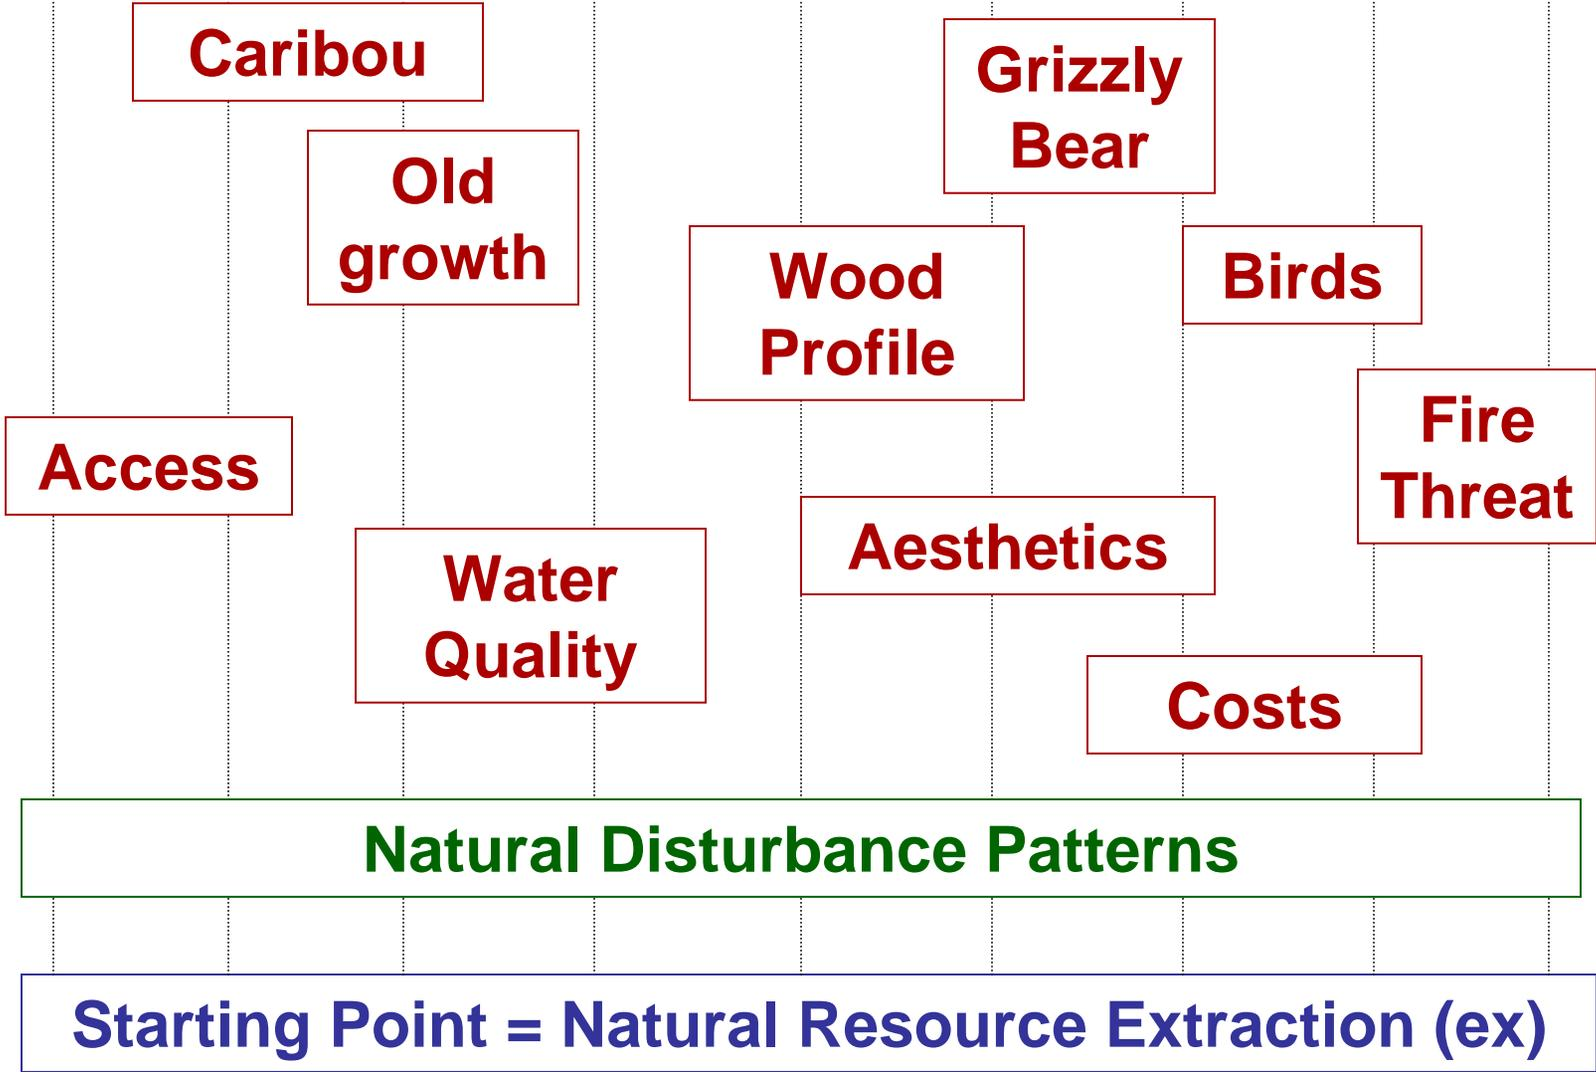 Caribou
Grizzly
Bear
Old
growth
Wood
Profile
Birds
Fire
Threat
Access
Aesthetics
Water
Quality
Costs
Natural Disturbance Patterns
Starting Point = Natural Resource Extraction (ex)